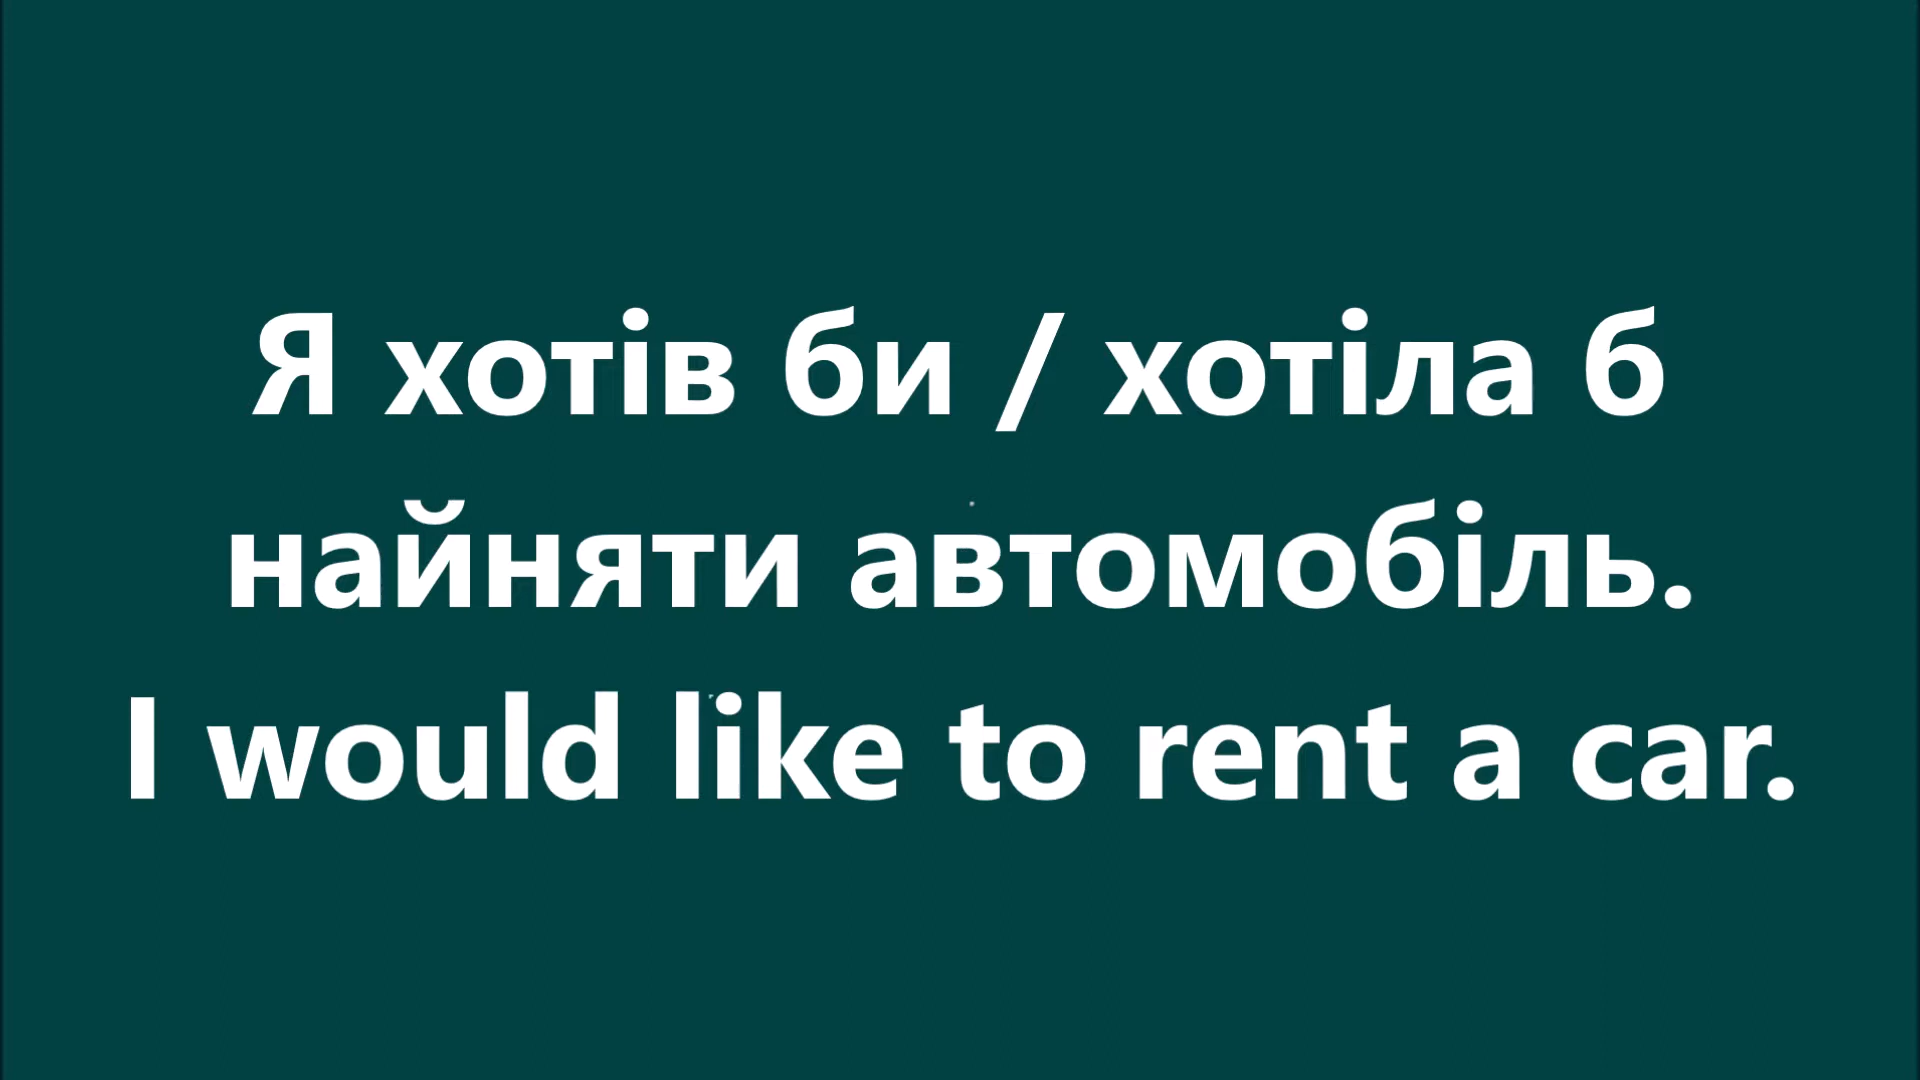 Я хотів би / хотіла б
найняти автомобіль.
I would like to rent a car.